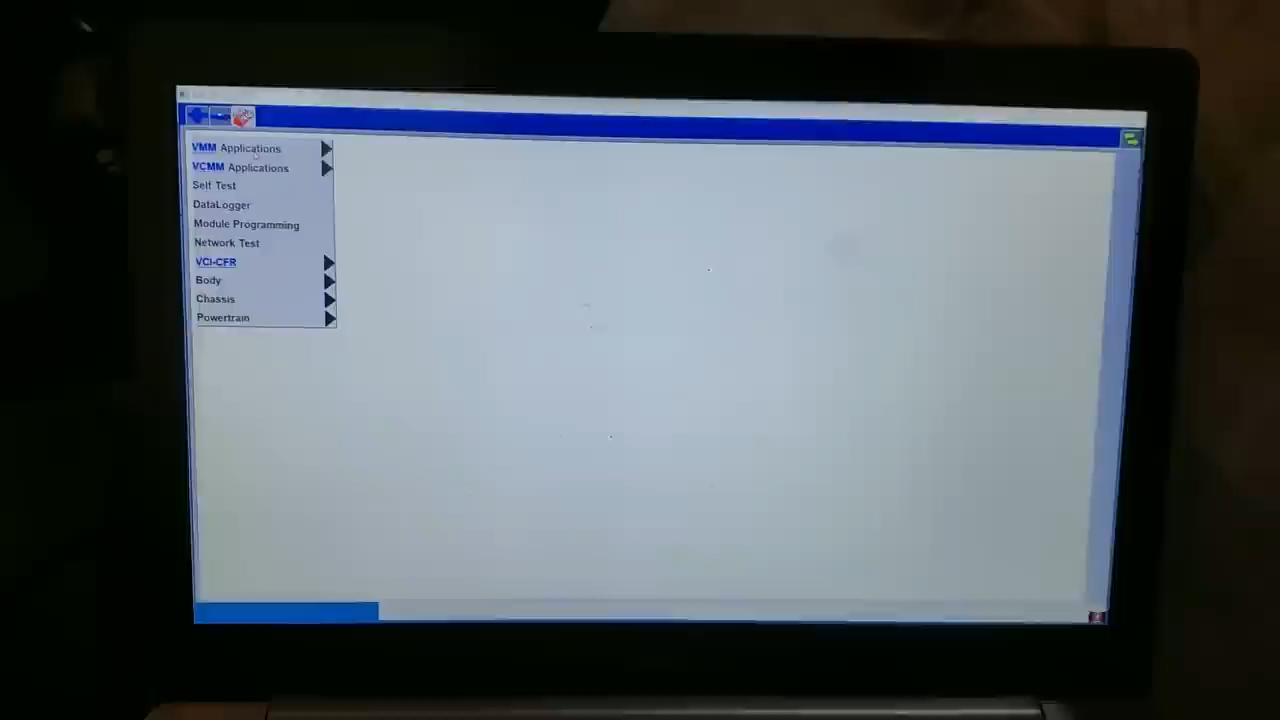 VMM Applications
VCMM Applications
Self Test
DataLogger
Module Programming
Network Test
VCI-CFR
Body
Chassis
Powertrain